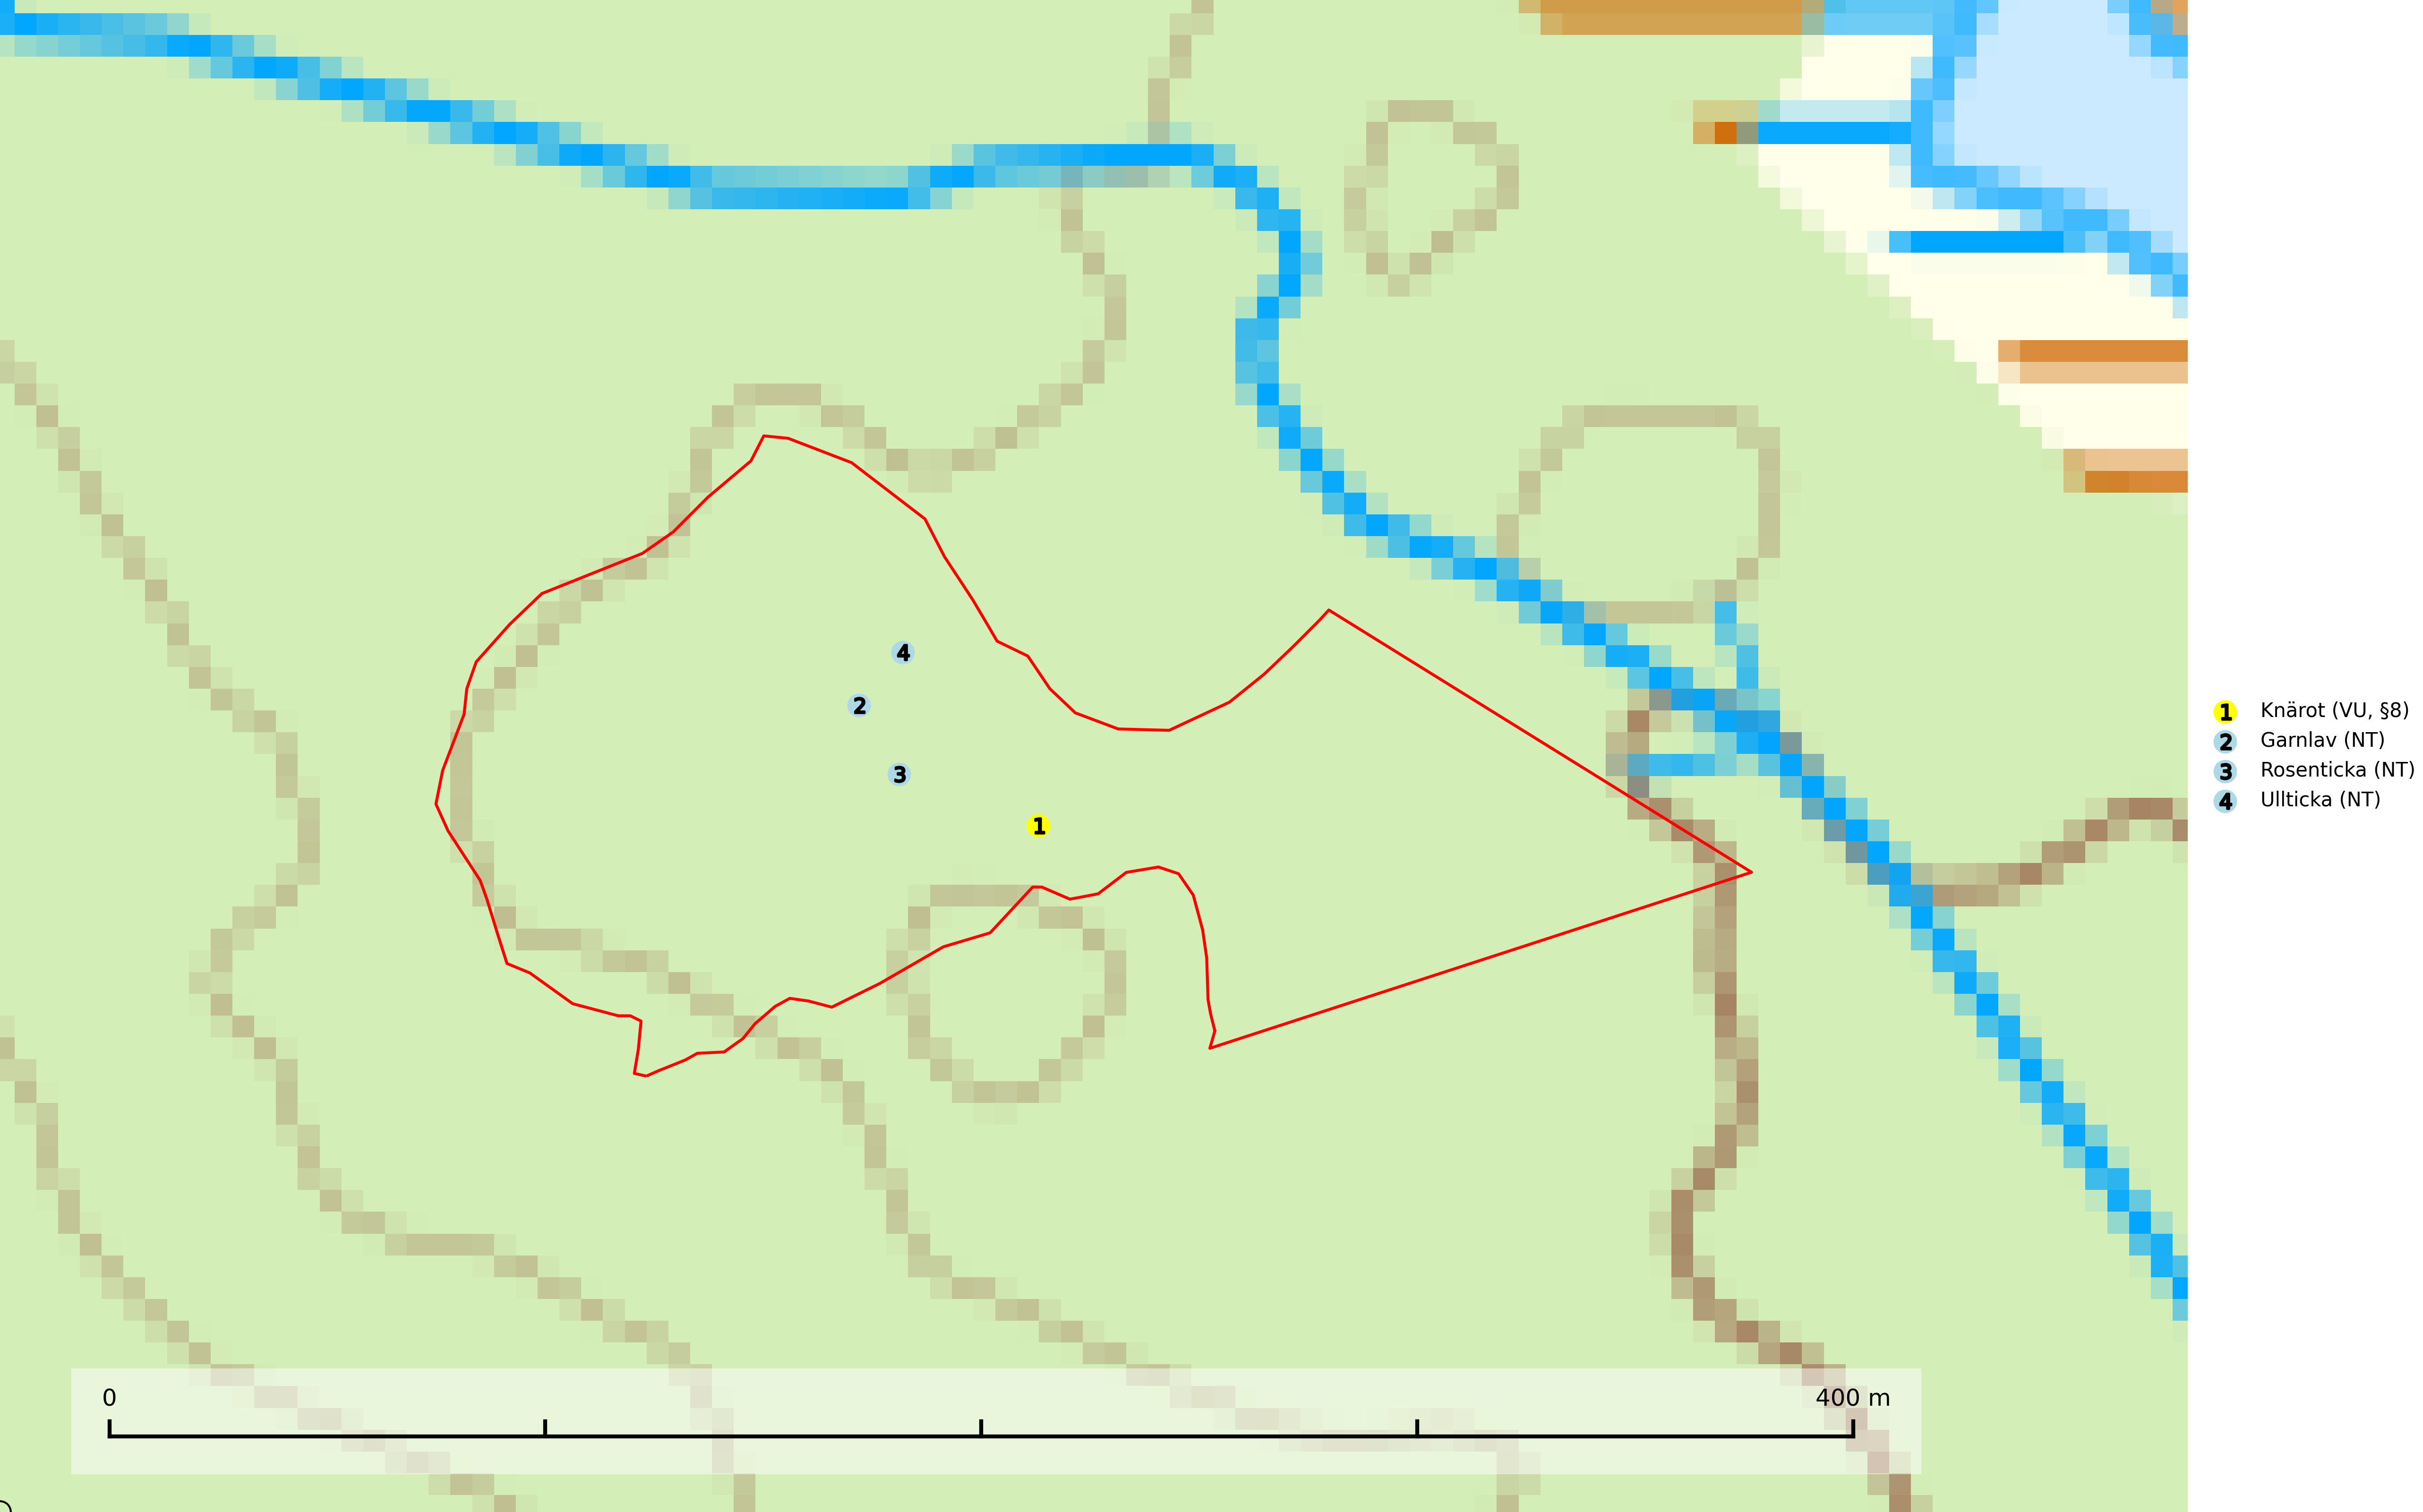 4
2
3
1
1 Knärot (VU, §8)
2 Garnlav (NT)
3 Rosenticka (NT)
4 Ullticka (NT)
0 400 m